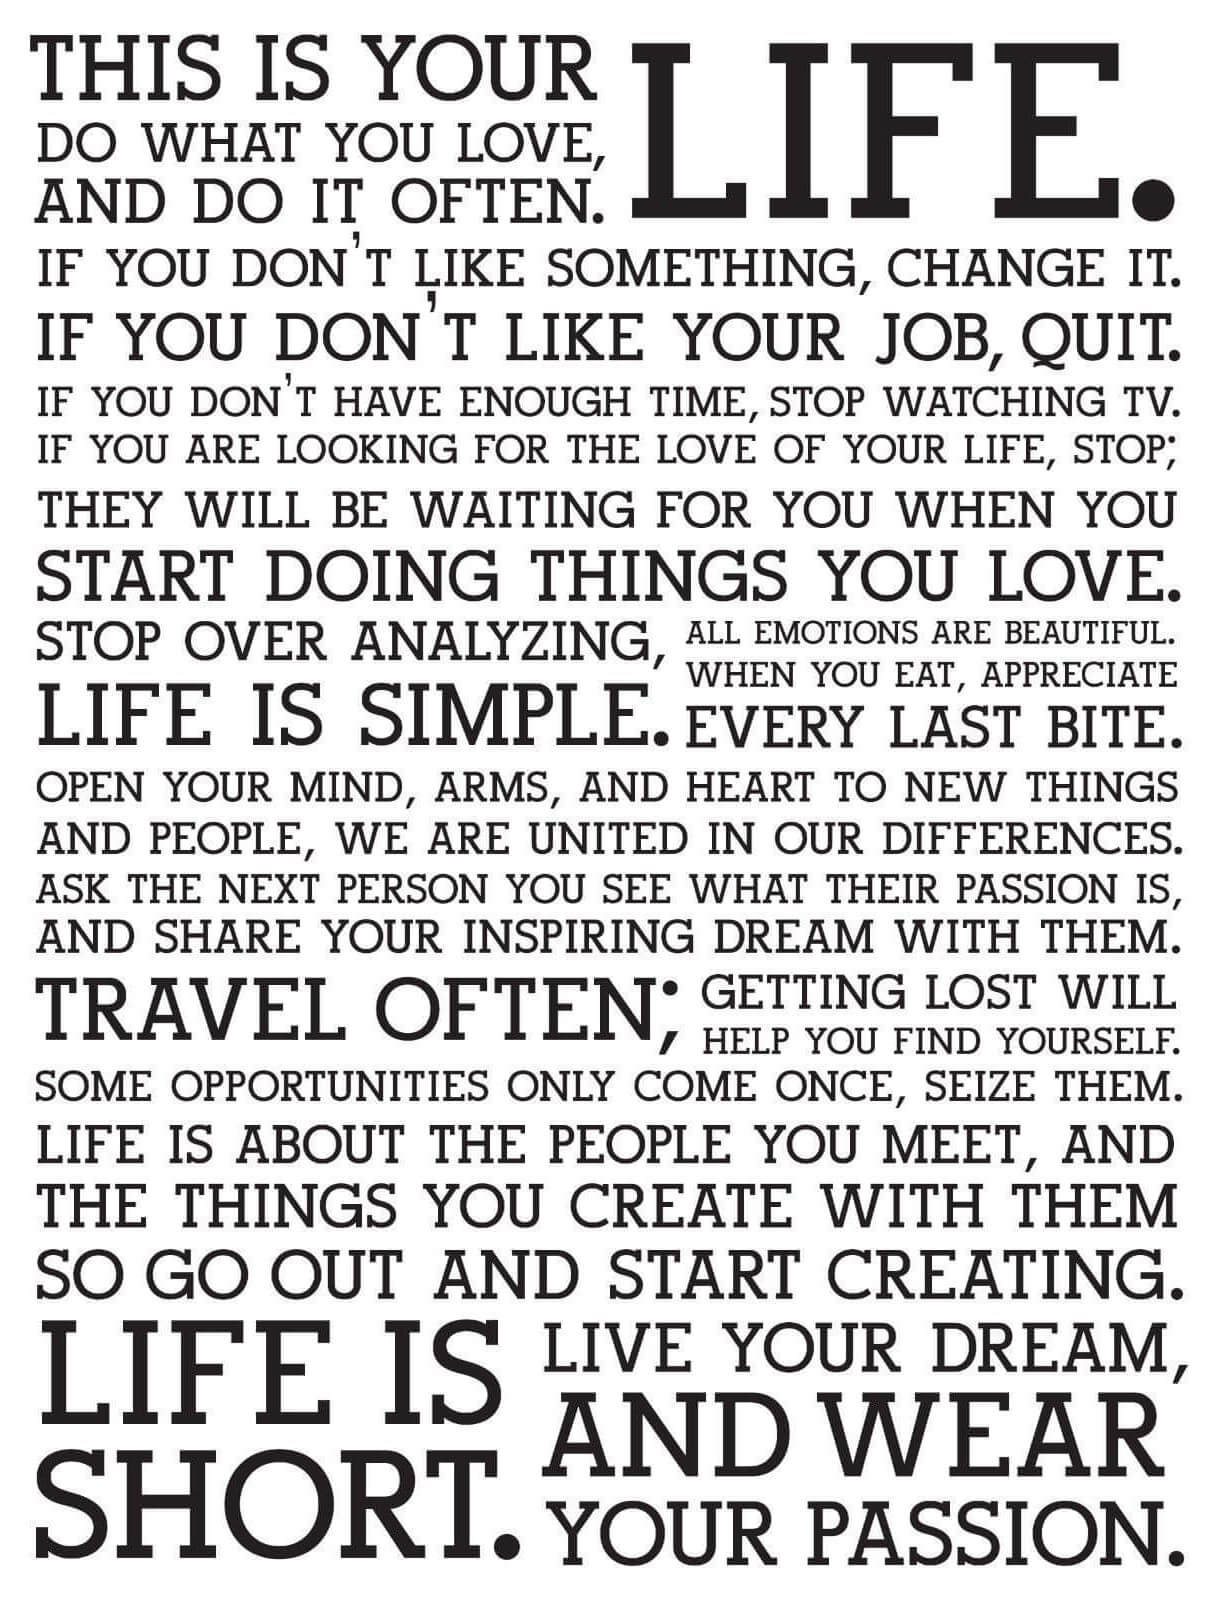 THIS IS YOUR LIFE.
DO WHAT YOU LOVE,
AND DO IT OFTEN.
IF YOU DON'T LIKE SOMETHING, CHANGE IT.
IF YOU DON'T LIKE YOUR JOB, QUIT.
IF YOU DON'T HAVE ENOUGH TIME, STOP WATCHING TV.
IF YOU ARE LOOKING FOR THE LOVE OF YOUR LIFE, STOP;
THEY WILL BE WAITING FOR YOU WHEN YOU
START DOING THINGS YOU LOVE.
STOP OVER ANALYZING,
LIFE IS SIMPLE.
ALL EMOTIONS ARE BEAUTIFUL.
WHEN YOU EAT, APPRECIATE
EVERY LAST BITE.
OPEN YOUR MIND, ARMS, AND HEART TO NEW THINGS
AND PEOPLE, WE ARE UNITED IN OUR DIFFERENCES.
ASK THE NEXT PERSON YOU SEE WHAT THEIR PASSION IS,
AND SHARE YOUR INSPIRING DREAM WITH THEM.
TRAVEL OFTEN;
GETTING LOST WILL
HELP YOU FIND YOURSELF.
SOME OPPORTUNITIES ONLY COME ONCE, SEIZE THEM.
LIFE IS ABOUT THE PEOPLE YOU MEET, AND
THE THINGS YOU CREATE WITH THEM
SO GO OUT AND START CREATING.
LIFE IS
SHORT.
LIVE YOUR DREAM,
AND WEAR
YOUR PASSION.